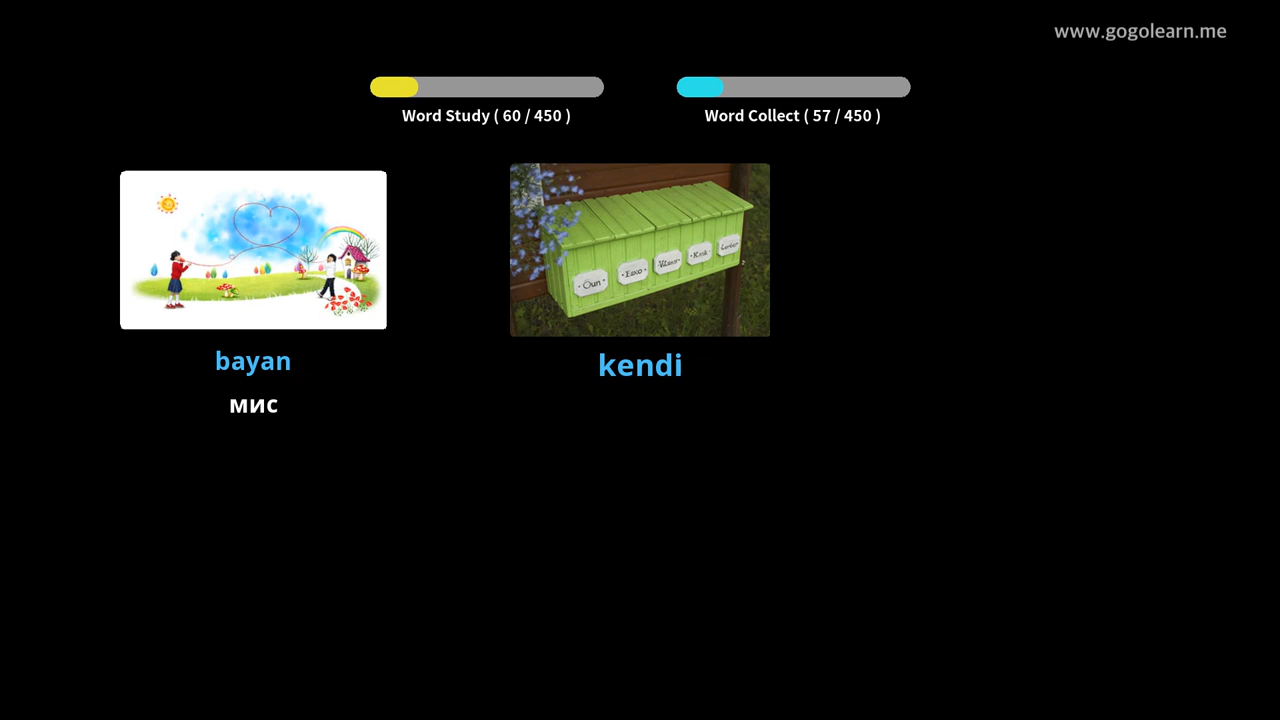 www.gogolearn.me
Word Study ( 60 / 450 )
Word Collect ( 57 / 450 )
bayan
мис
kendi